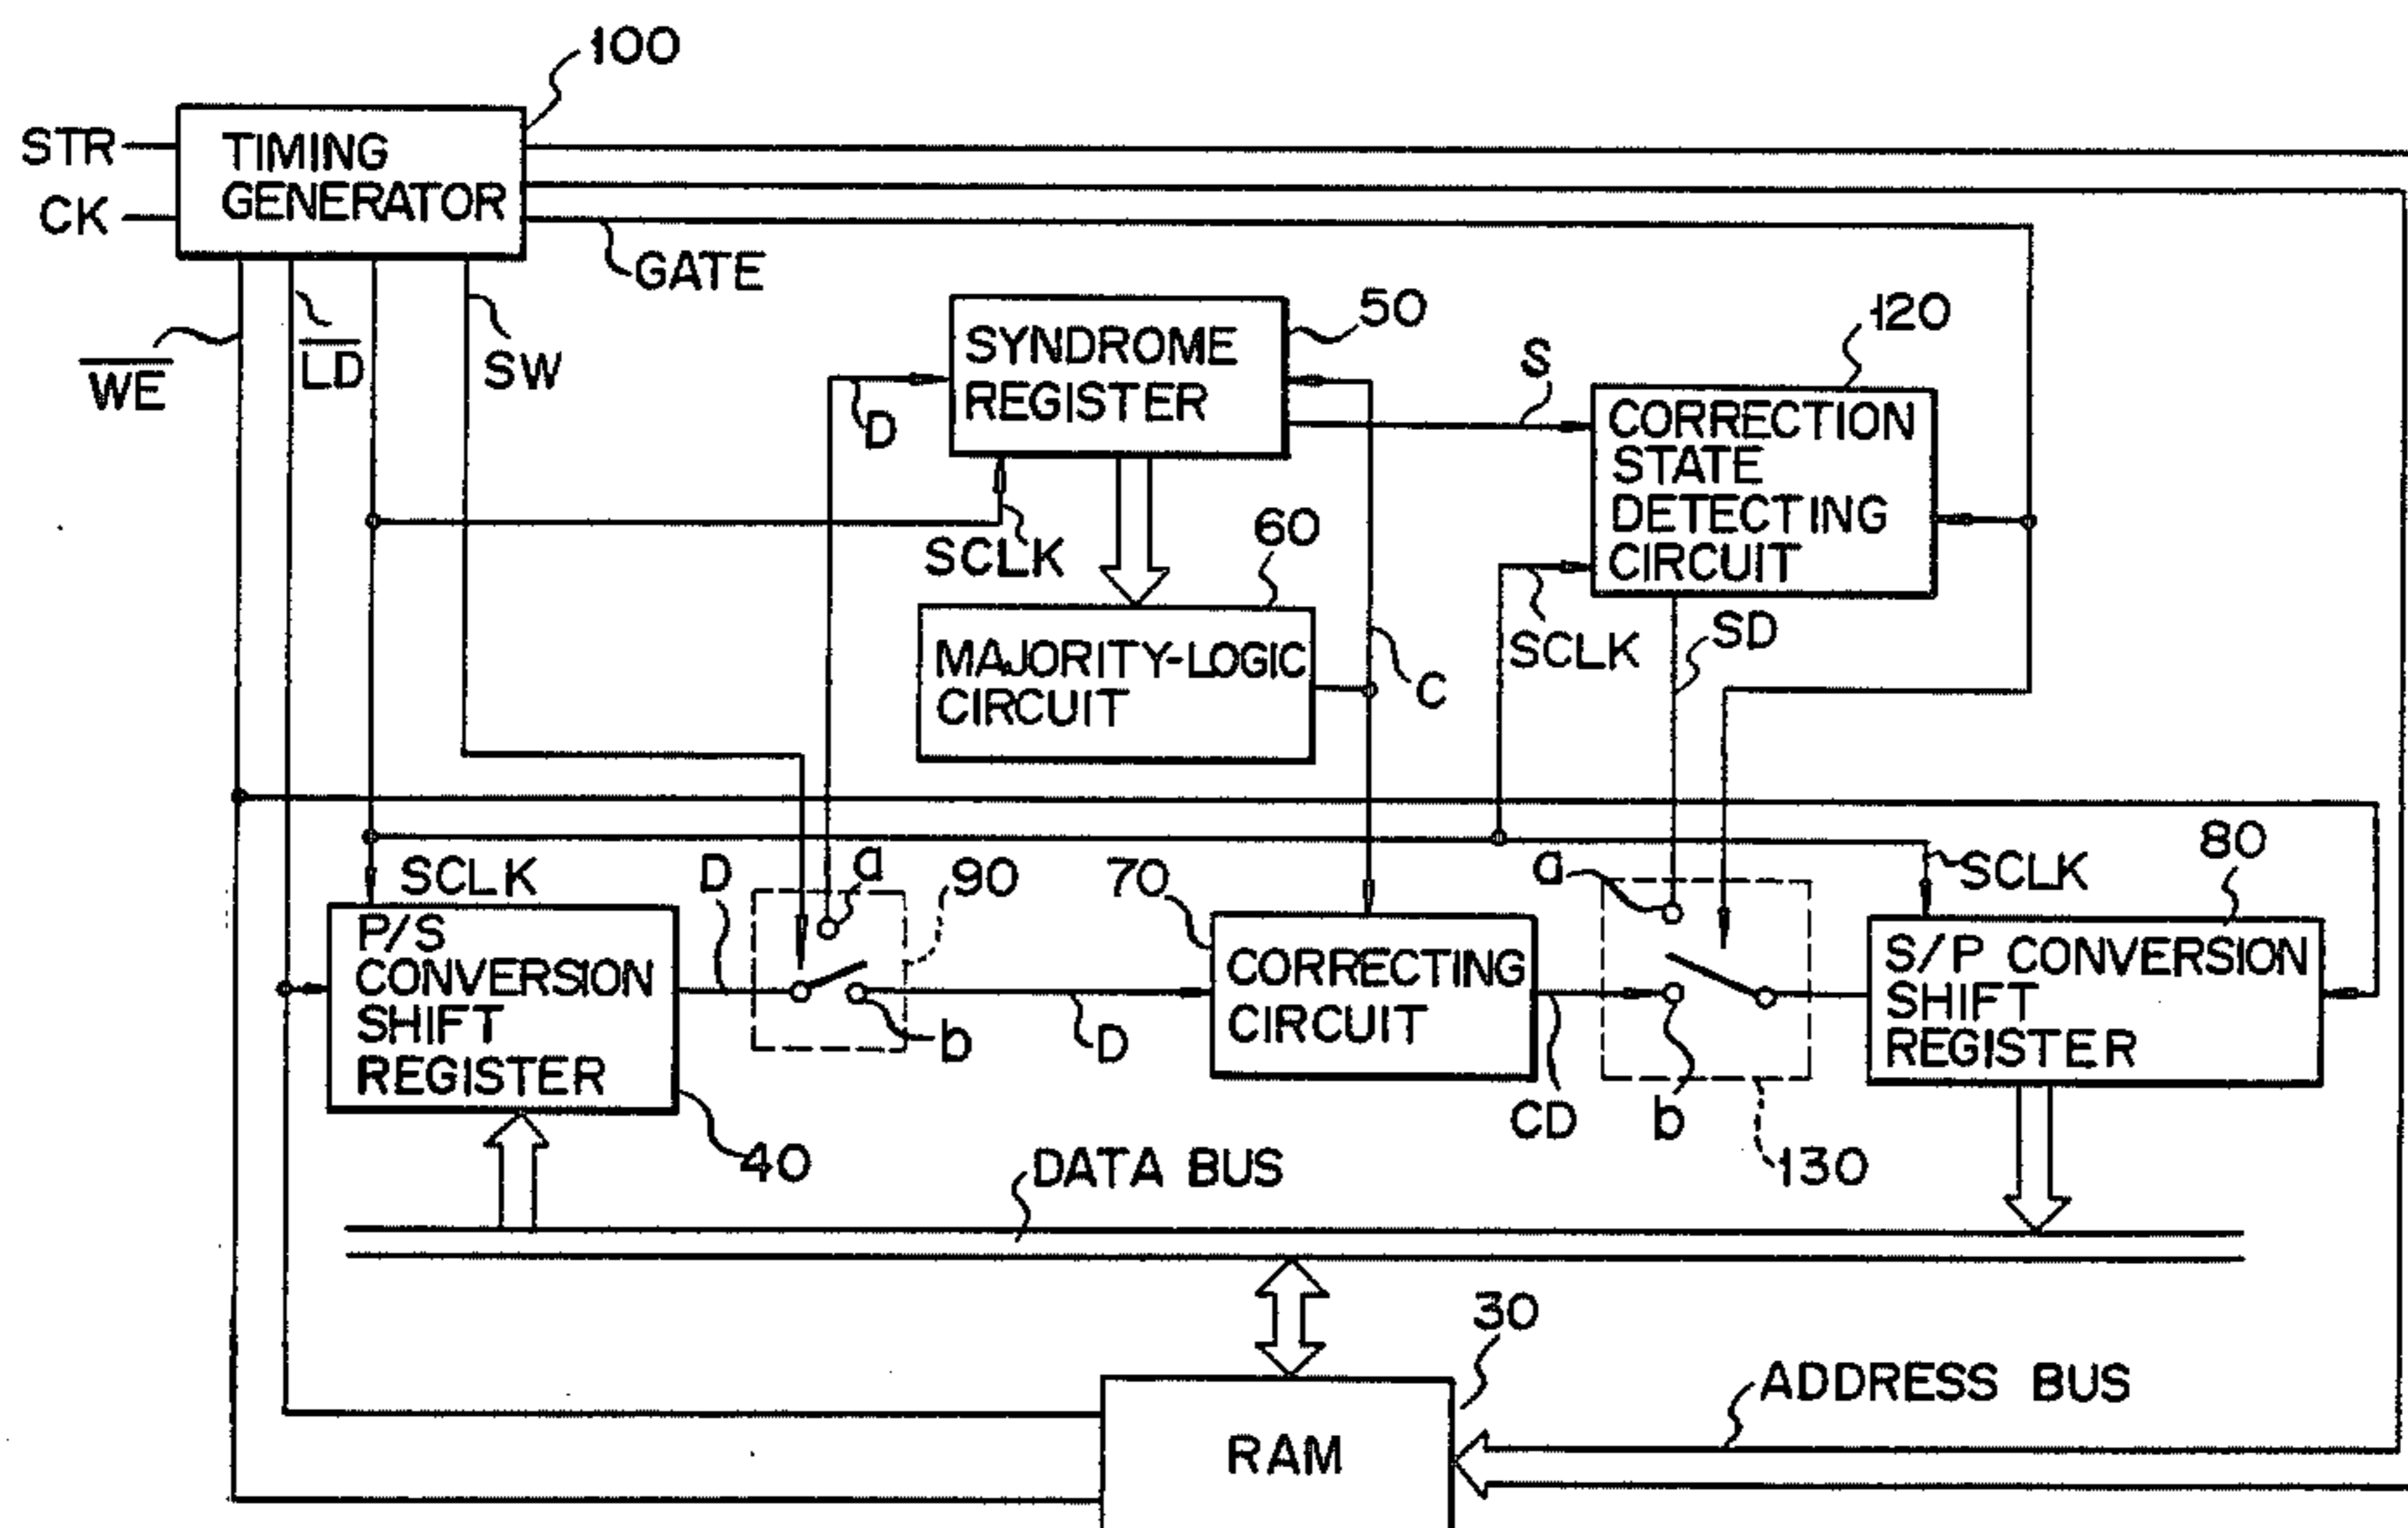 100
STR
CK
TIMING
GENERATOR
GATE
WE
LD
SW
SYNDROME
REGISTER
50
D
S
120
CORRECTION
STATE
DETECTING
CIRCUIT
SCLK
60
MAJORITY-LOGIC
CIRCUIT
C
SCLK
SD
SCLK
P/S
CONVERSION
SHIFT
REGISTER
40
D
a
90
b
D
70
CORRECTING
CIRCUIT
CD
a
b
130
SCLK
80
S/P CONVERSION
SHIFT
REGISTER
DATA BUS
30
RAM
ADDRESS BUS